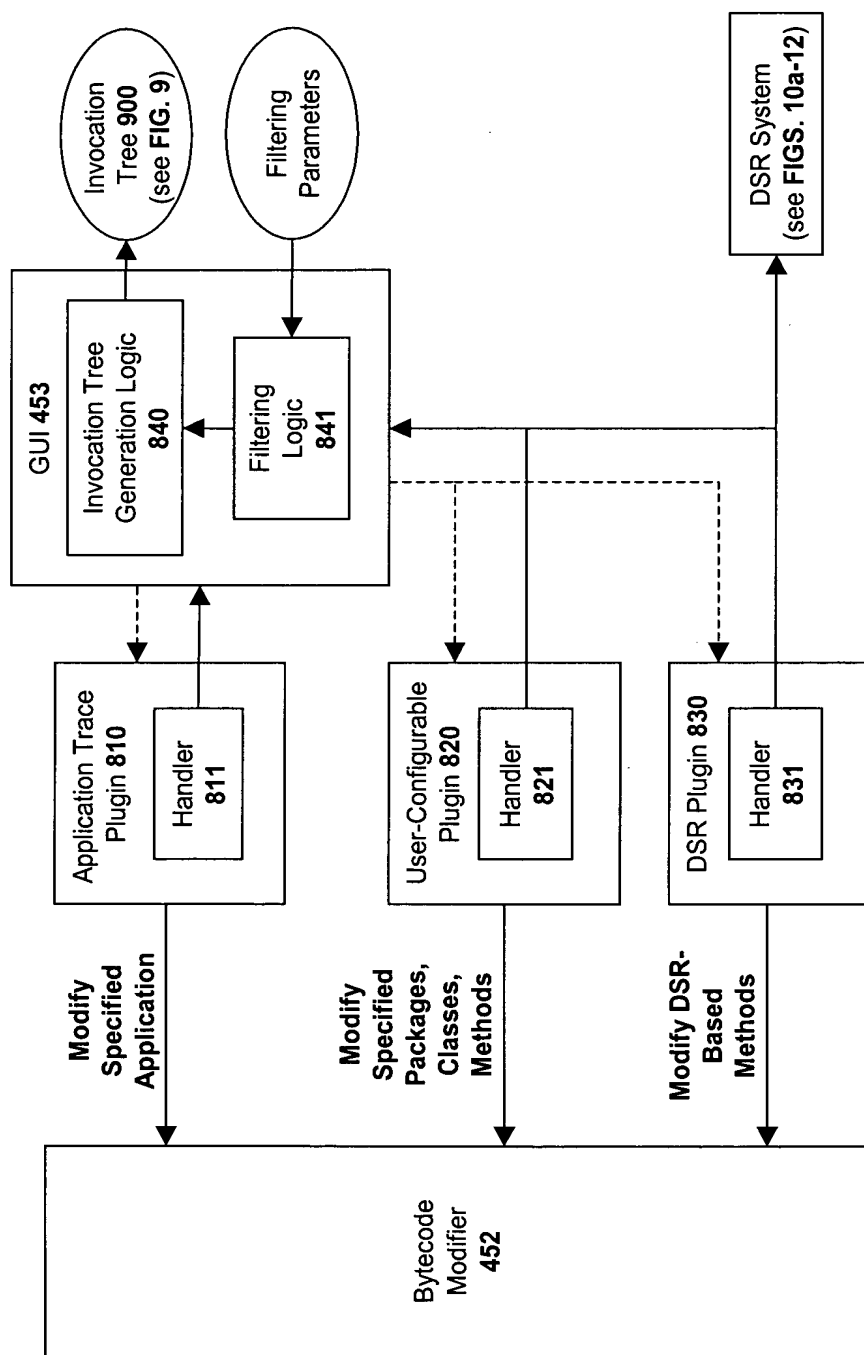 Bytecode
Modifier
452
Modify
Specified
Application
Modify
Specified
Packages,
Classes,
Methods
Modify DSR-
Based
Methods
Application Trace
Plugin 810
Handler
811
User-Configurable
Plugin 820
Handler
821
DSR Plugin 830
Handler
831
GUI 453
Invocation Tree
Generation Logic
840
Filtering
Logic
841
Invocation
Tree 900
(see FIG. 9)
Filtering
Parameters
DSR System
(see FIGS. 10a-12)